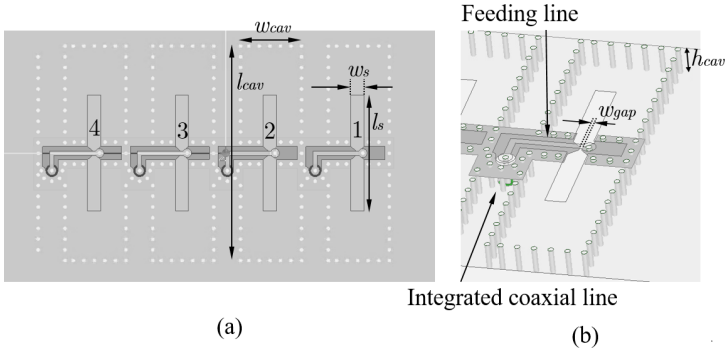 w_cav
l_cav
w_s
l_s
4 3 2 1
(a)
Feeding line
h_cav
w_gap
Integrated coaxial line
(b)